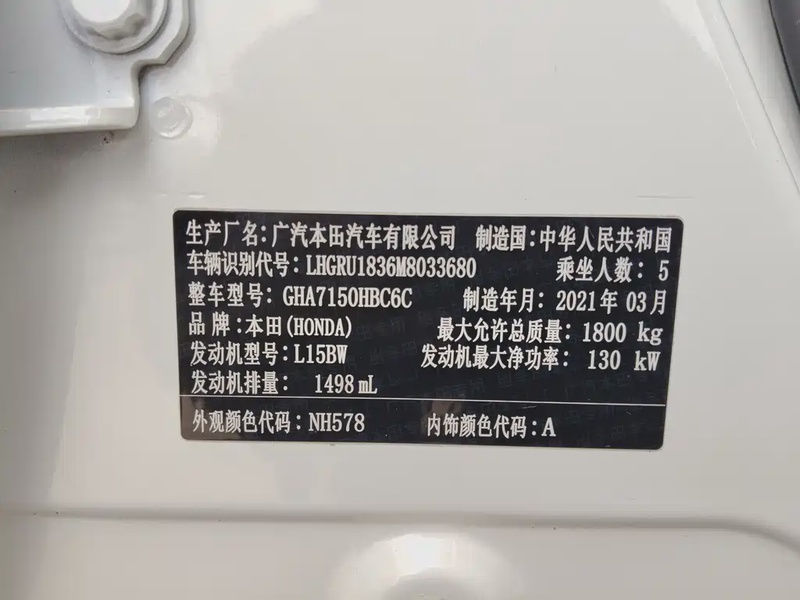 生产厂名：广汽本田汽车有限公司 制造国：中华人民共和国
车辆识别代号：LHGRU1836M8033680 乘坐人数：5
整车型号：GHA7150HBC6C 制造年月：2021年03月
品牌：本田(HONDA) 最大允许总质量：1800 kg
发动机型号：L15BW 发动机最大净功率：130 kW
发动机排量： 1498 mL
外观颜色代码：NH578 内饰颜色代码：A